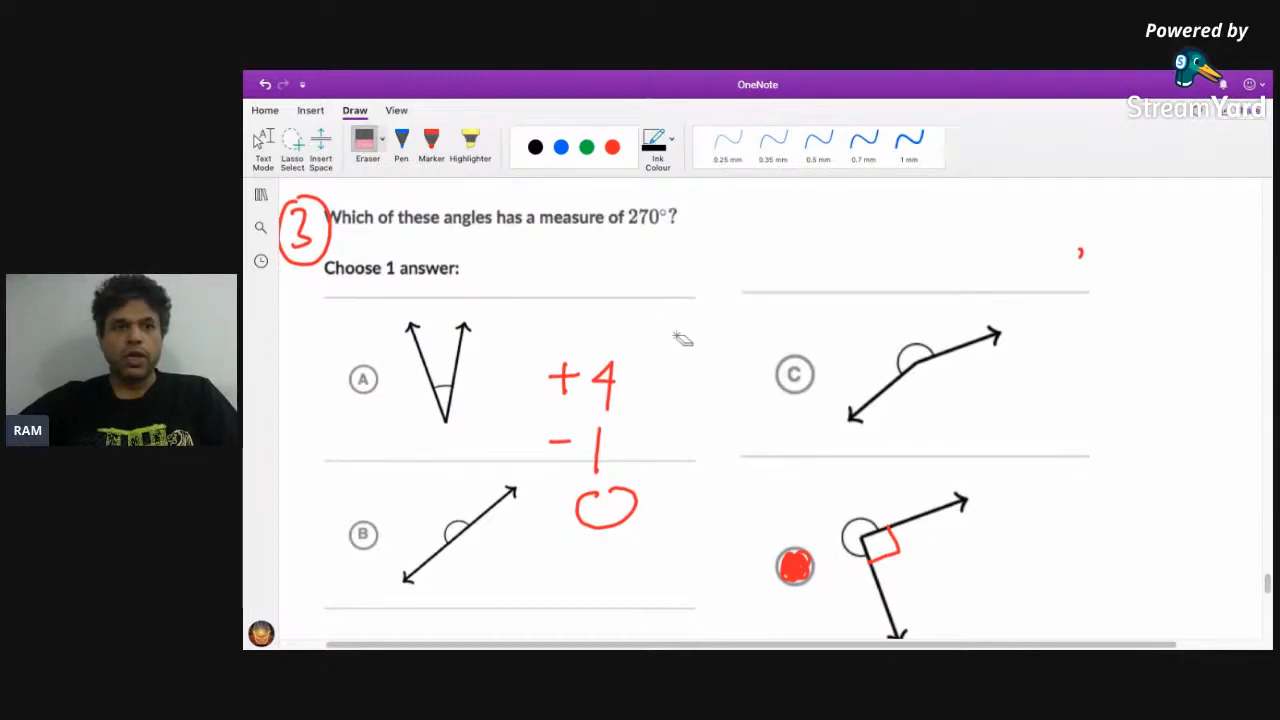 Powered by
StreamYard
OneNote
Home Insert Draw View
Text Mode
Lasso Select
Insert Space
Eraser
Pen
Marker
Highlighter
Ink Colour
0.25 mm
0.35 mm
0.5 mm
0.7 mm
1 mm
3
Which of these angles has a measure of 270°?
Choose 1 answer:
A
+4
-1
0
B
C
RAM